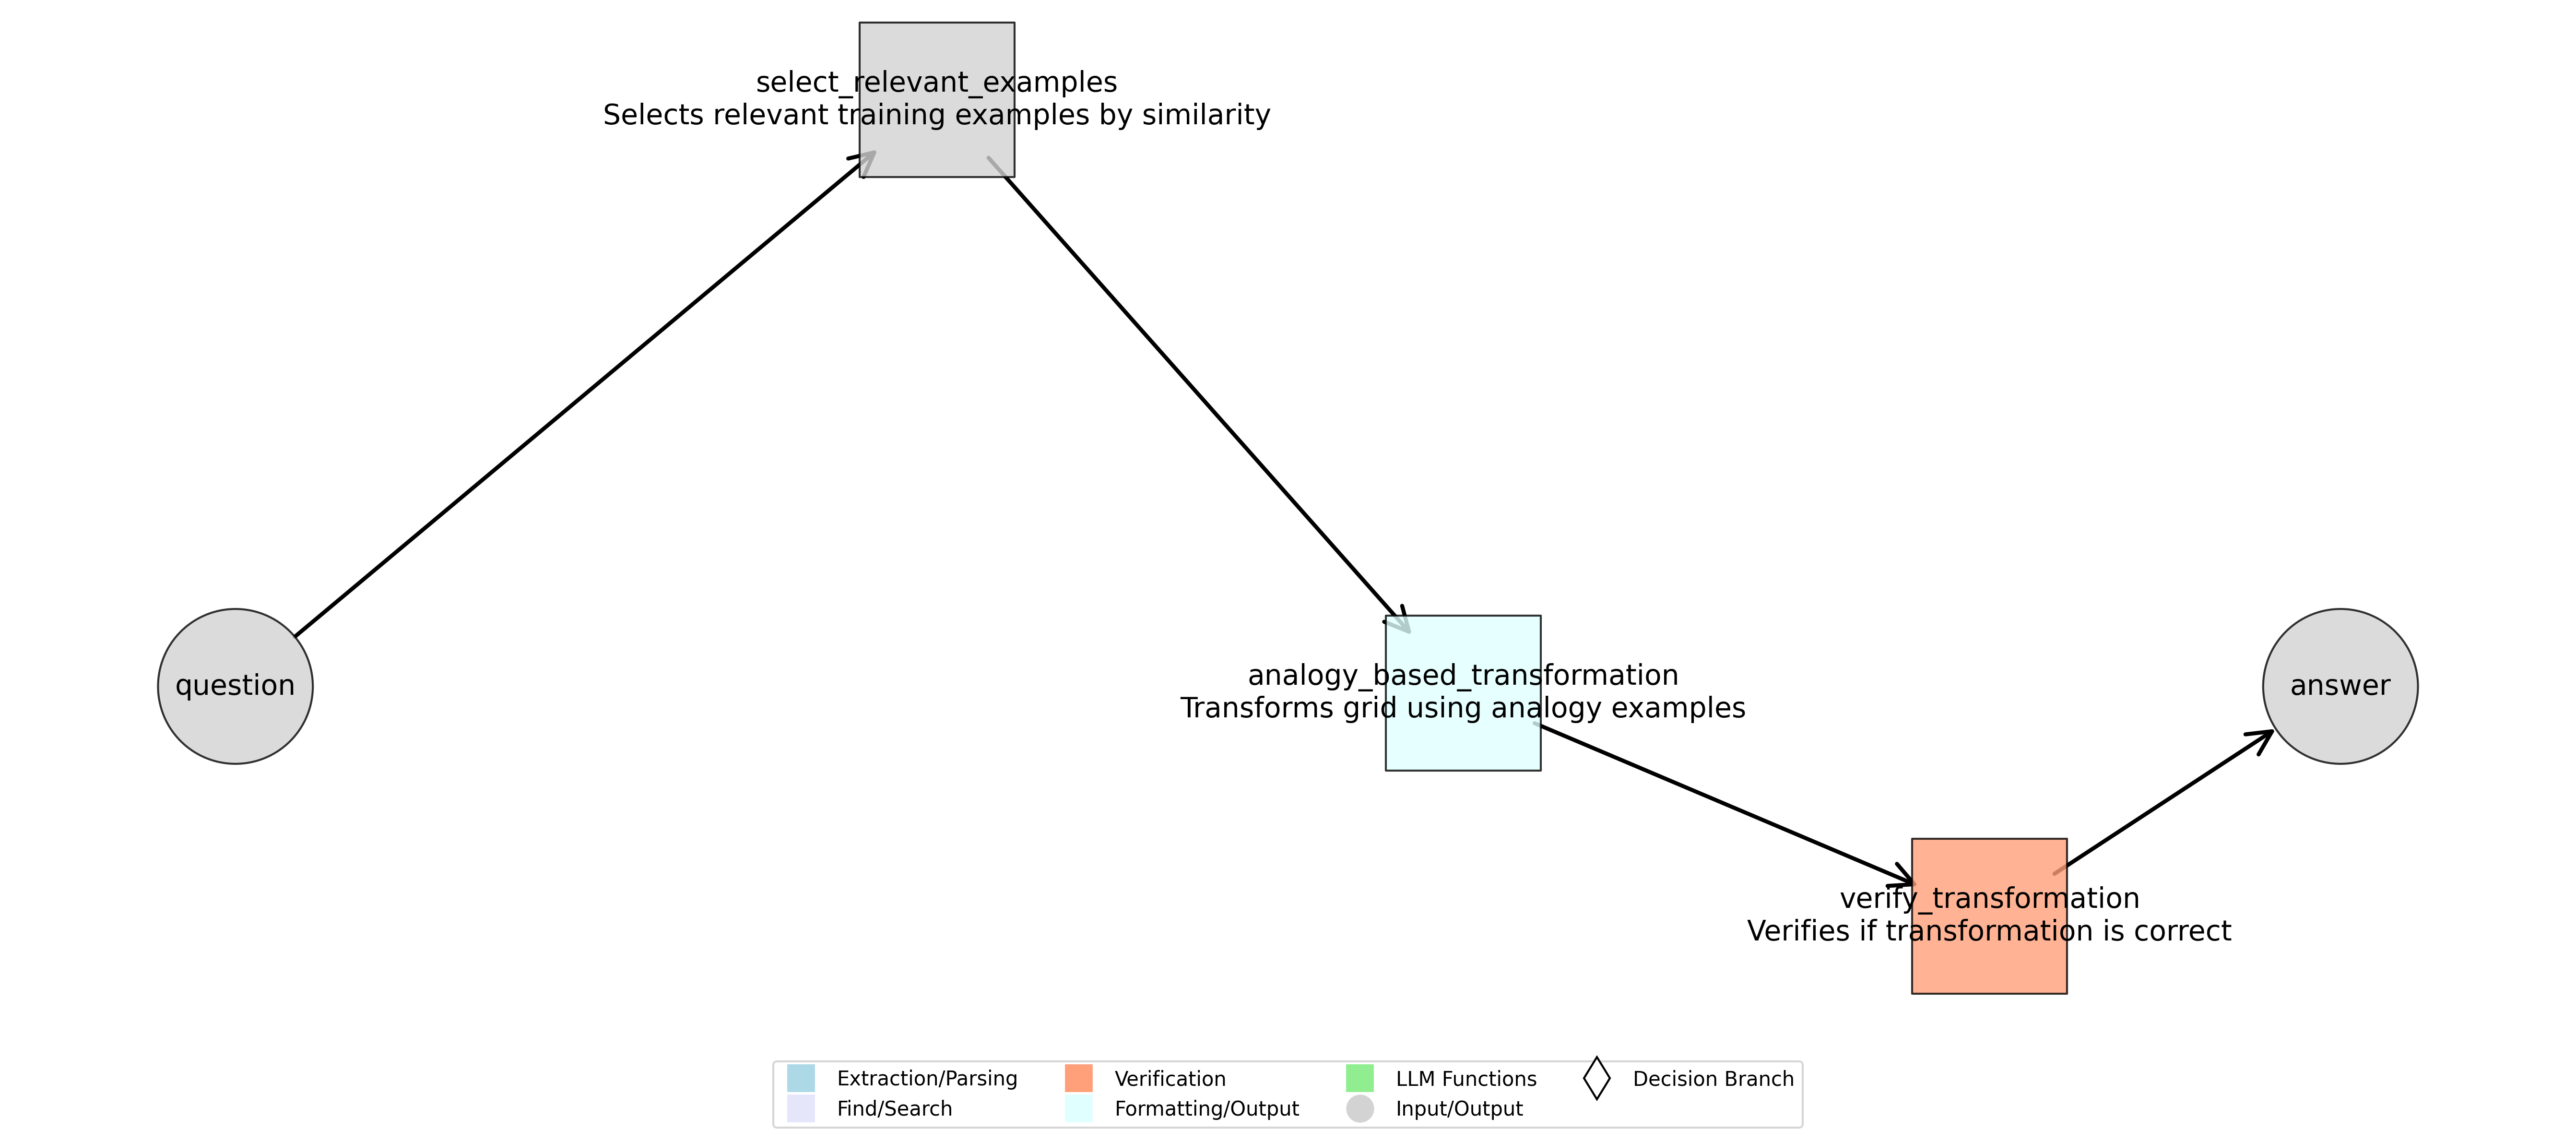 select_relevant_examples
Selects relevant training examples by similarity
question
analogy_based_transformation
Transforms grid using analogy examples
answer
verify_transformation
Verifies if transformation is correct
Extraction/Parsing
Find/Search
Verification
Formatting/Output
LLM Functions
Input/Output
Decision Branch